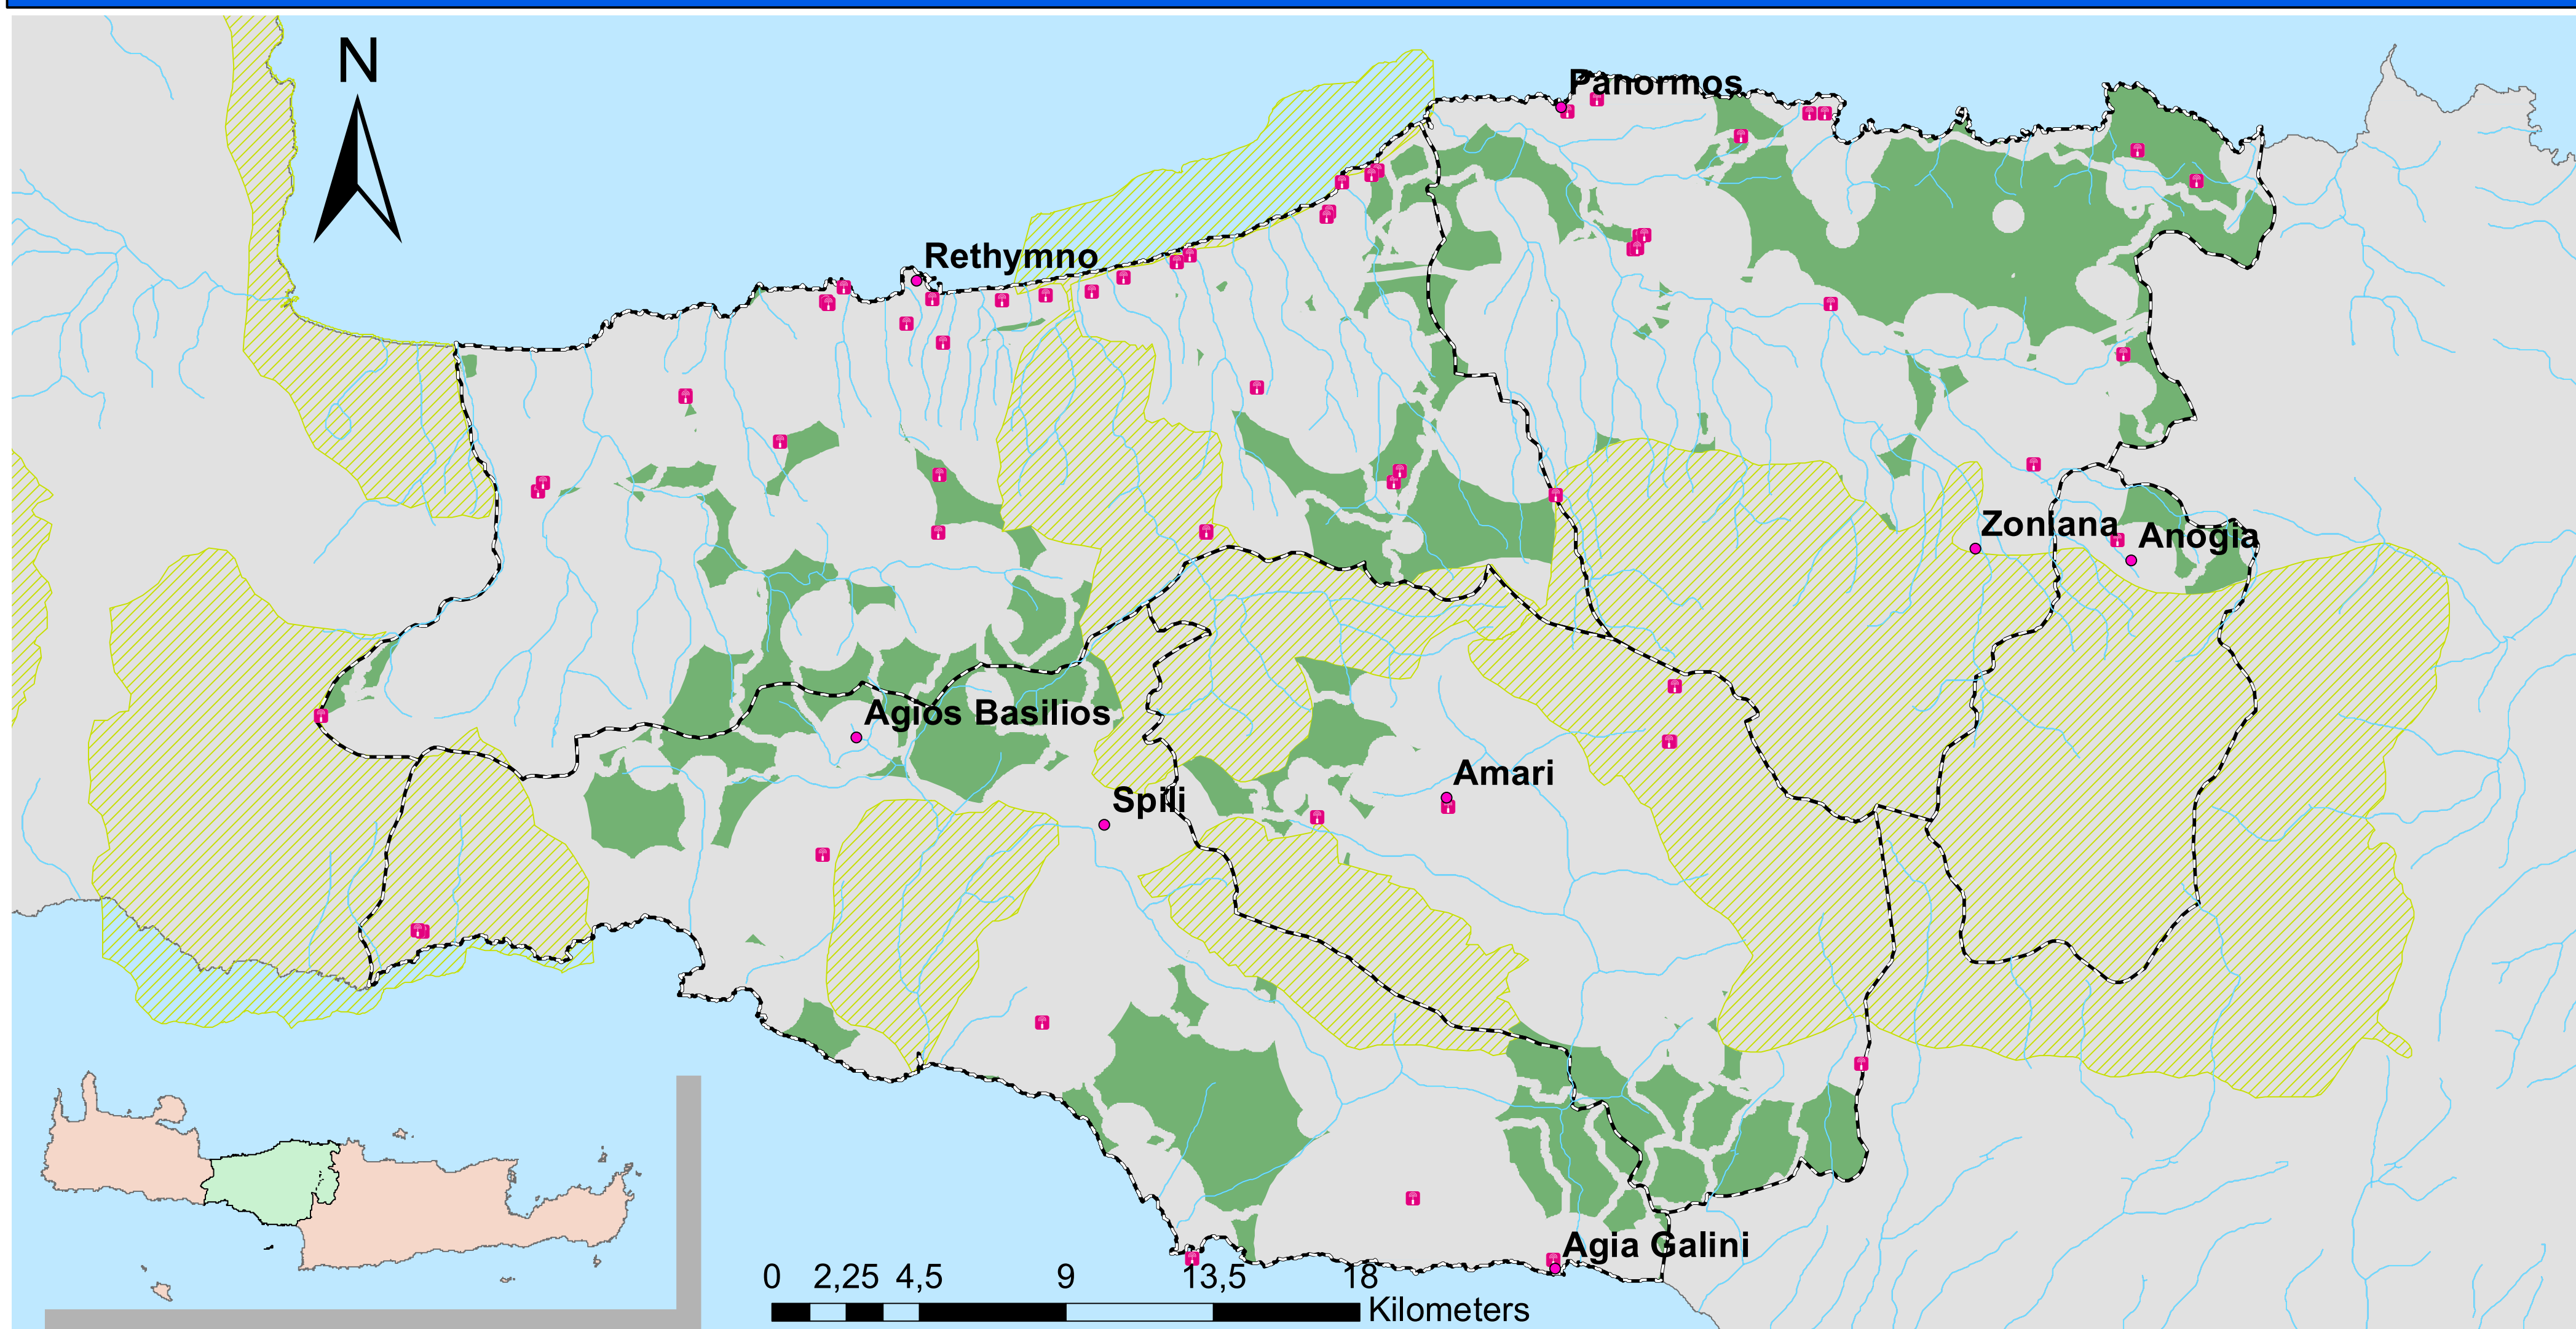 N
Panormos
Rethymno
Zoniana
Anogia
Agios Basilios
Amari
Spili
Agia Galini
0 2,25 4,5 9 13,5 18
Kilometers